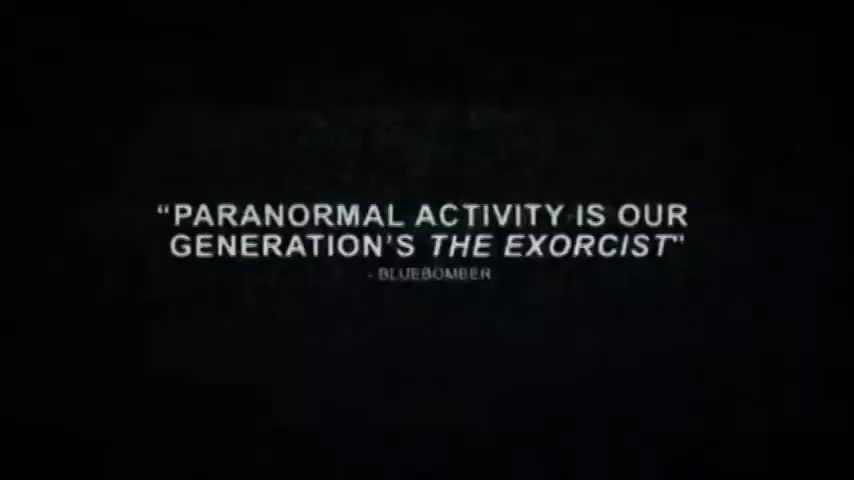 “PARANORMAL ACTIVITY IS OUR
GENERATION’S THE EXORCIST"
- BLUEBOMBER